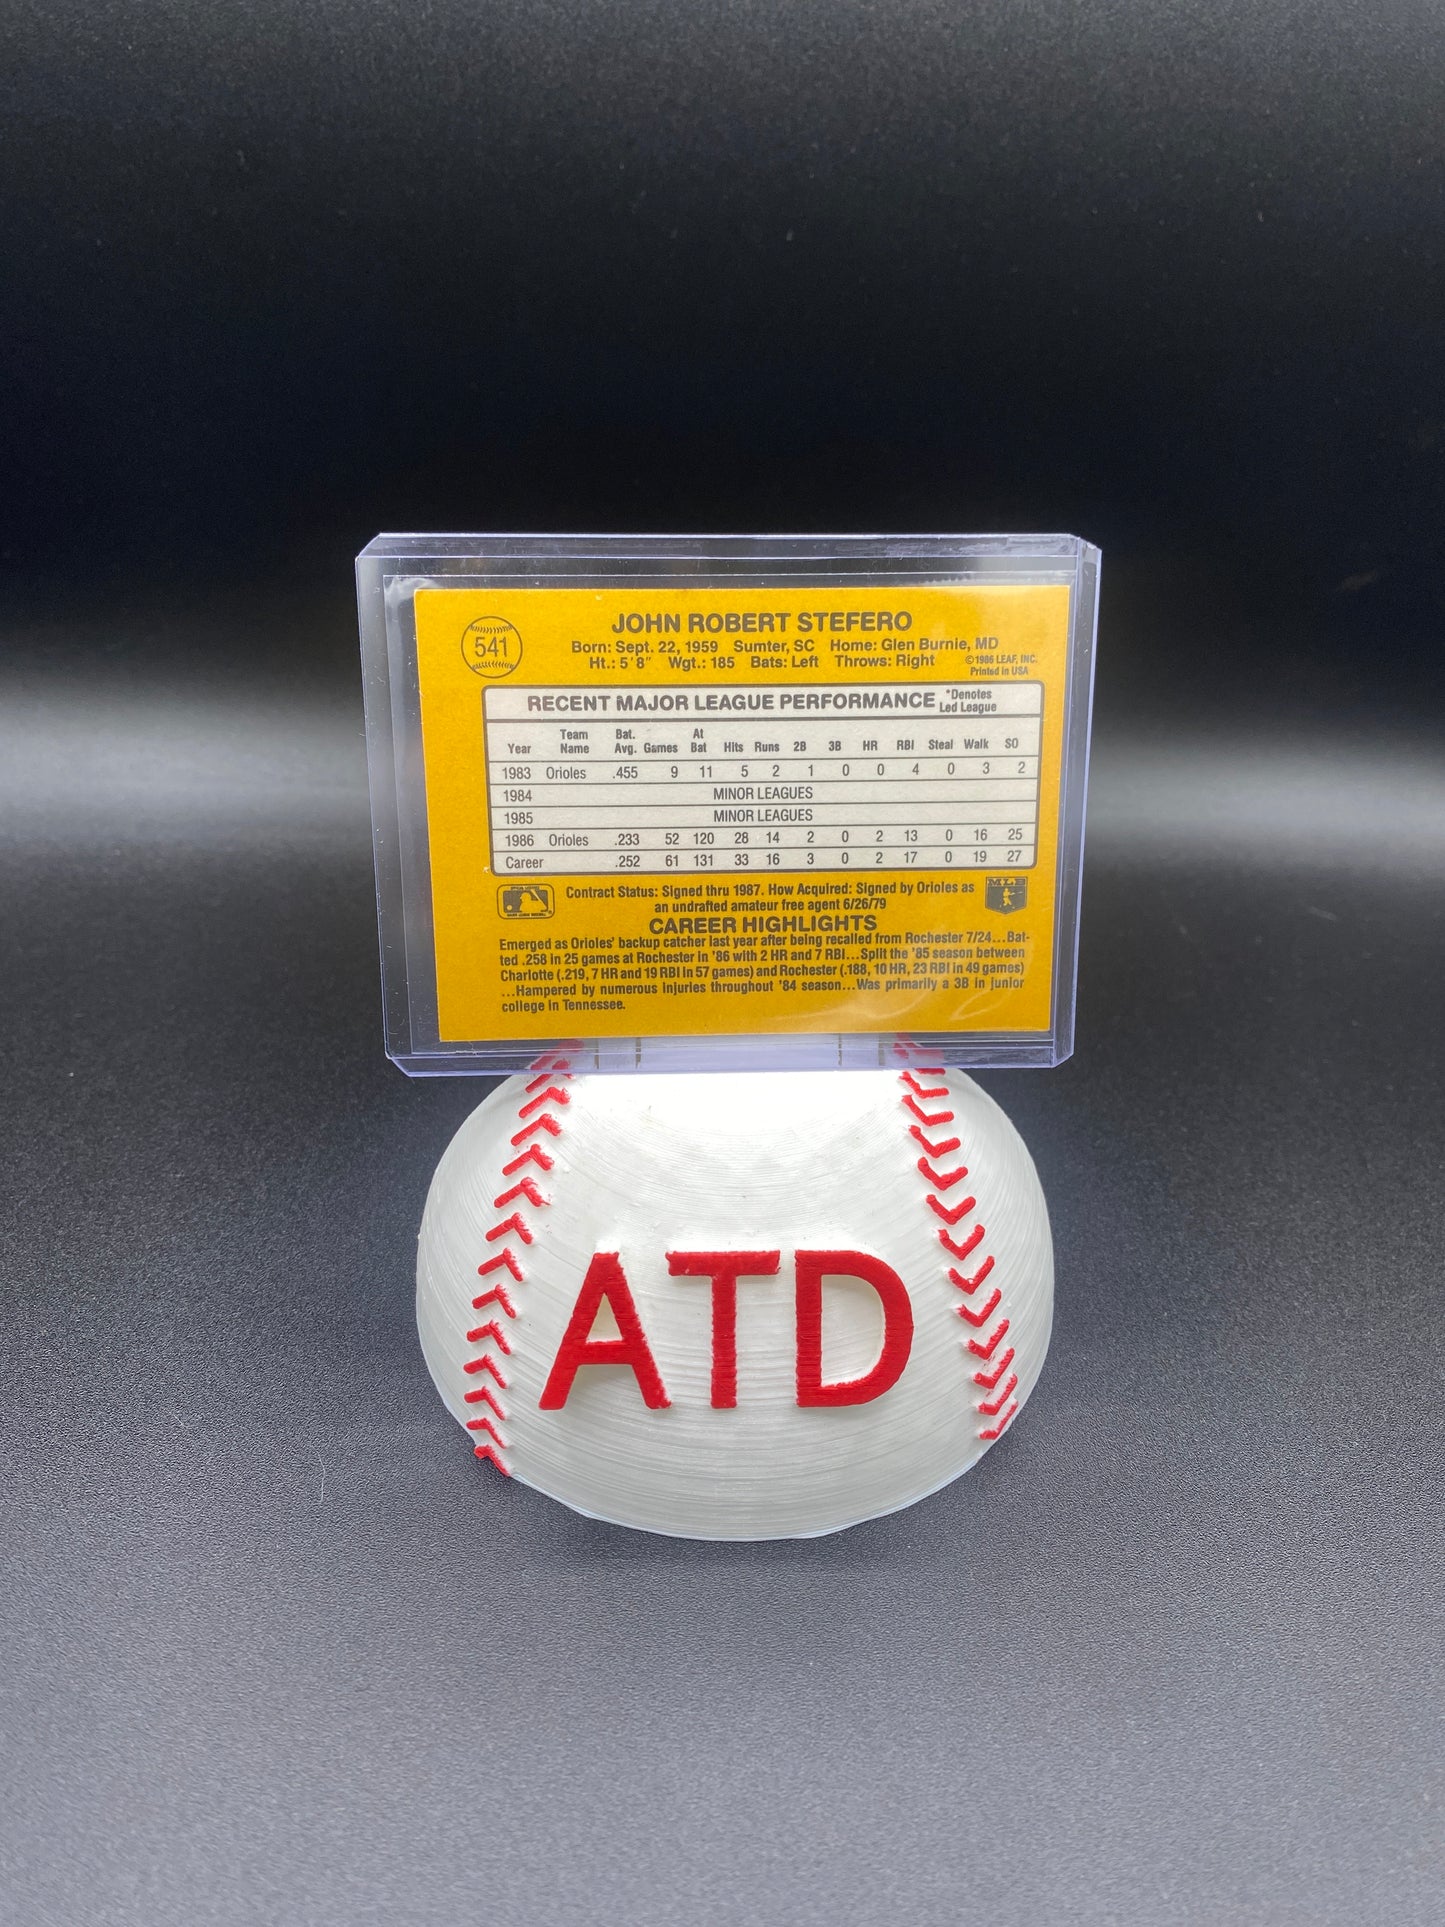 541
JOHN ROBERT STEFERO
Born: Sept. 22, 1959 Sumter, SC Home: Glen Burnie, MD
Ht.: 5'8" Wgt.: 185 Bats: Left Throws: Right
©1986 LEAF, INC.
Printed in USA
RECENT MAJOR LEAGUE PERFORMANCE *Denotes
Led League
Year Team Name Bat. Avg. Games At Bat Hits Runs 2B 3B HR RBI Steal Walk SO
1983 Orioles .455 9 11 5 2 1 0 0 4 0 3 2
1984 MINOR LEAGUES
1985 MINOR LEAGUES
1986 Orioles .233 52 120 28 14 2 0 2 13 0 16 25
Career .252 61 131 33 16 3 0 2 17 0 19 27
Contract Status: Signed thru 1987. How Acquired: Signed by Orioles as
an undrafted amateur free agent 6/26/79
MLB
CAREER HIGHLIGHTS
Emerged as Orioles' backup catcher last year after being recalled from Rochester 7/24...Bat-
ted .258 in 25 games at Rochester in '86 with 2 HR and 7 RBI...Split the '85 season between
Charlotte (.219, 7 HR and 19 RBI in 57 games) and Rochester (.188, 10 HR, 23 RBI in 49 games)
...Hampered by numerous injuries throughout '84 season...Was primarily a 3B in junior
college in Tennessee.
ATD